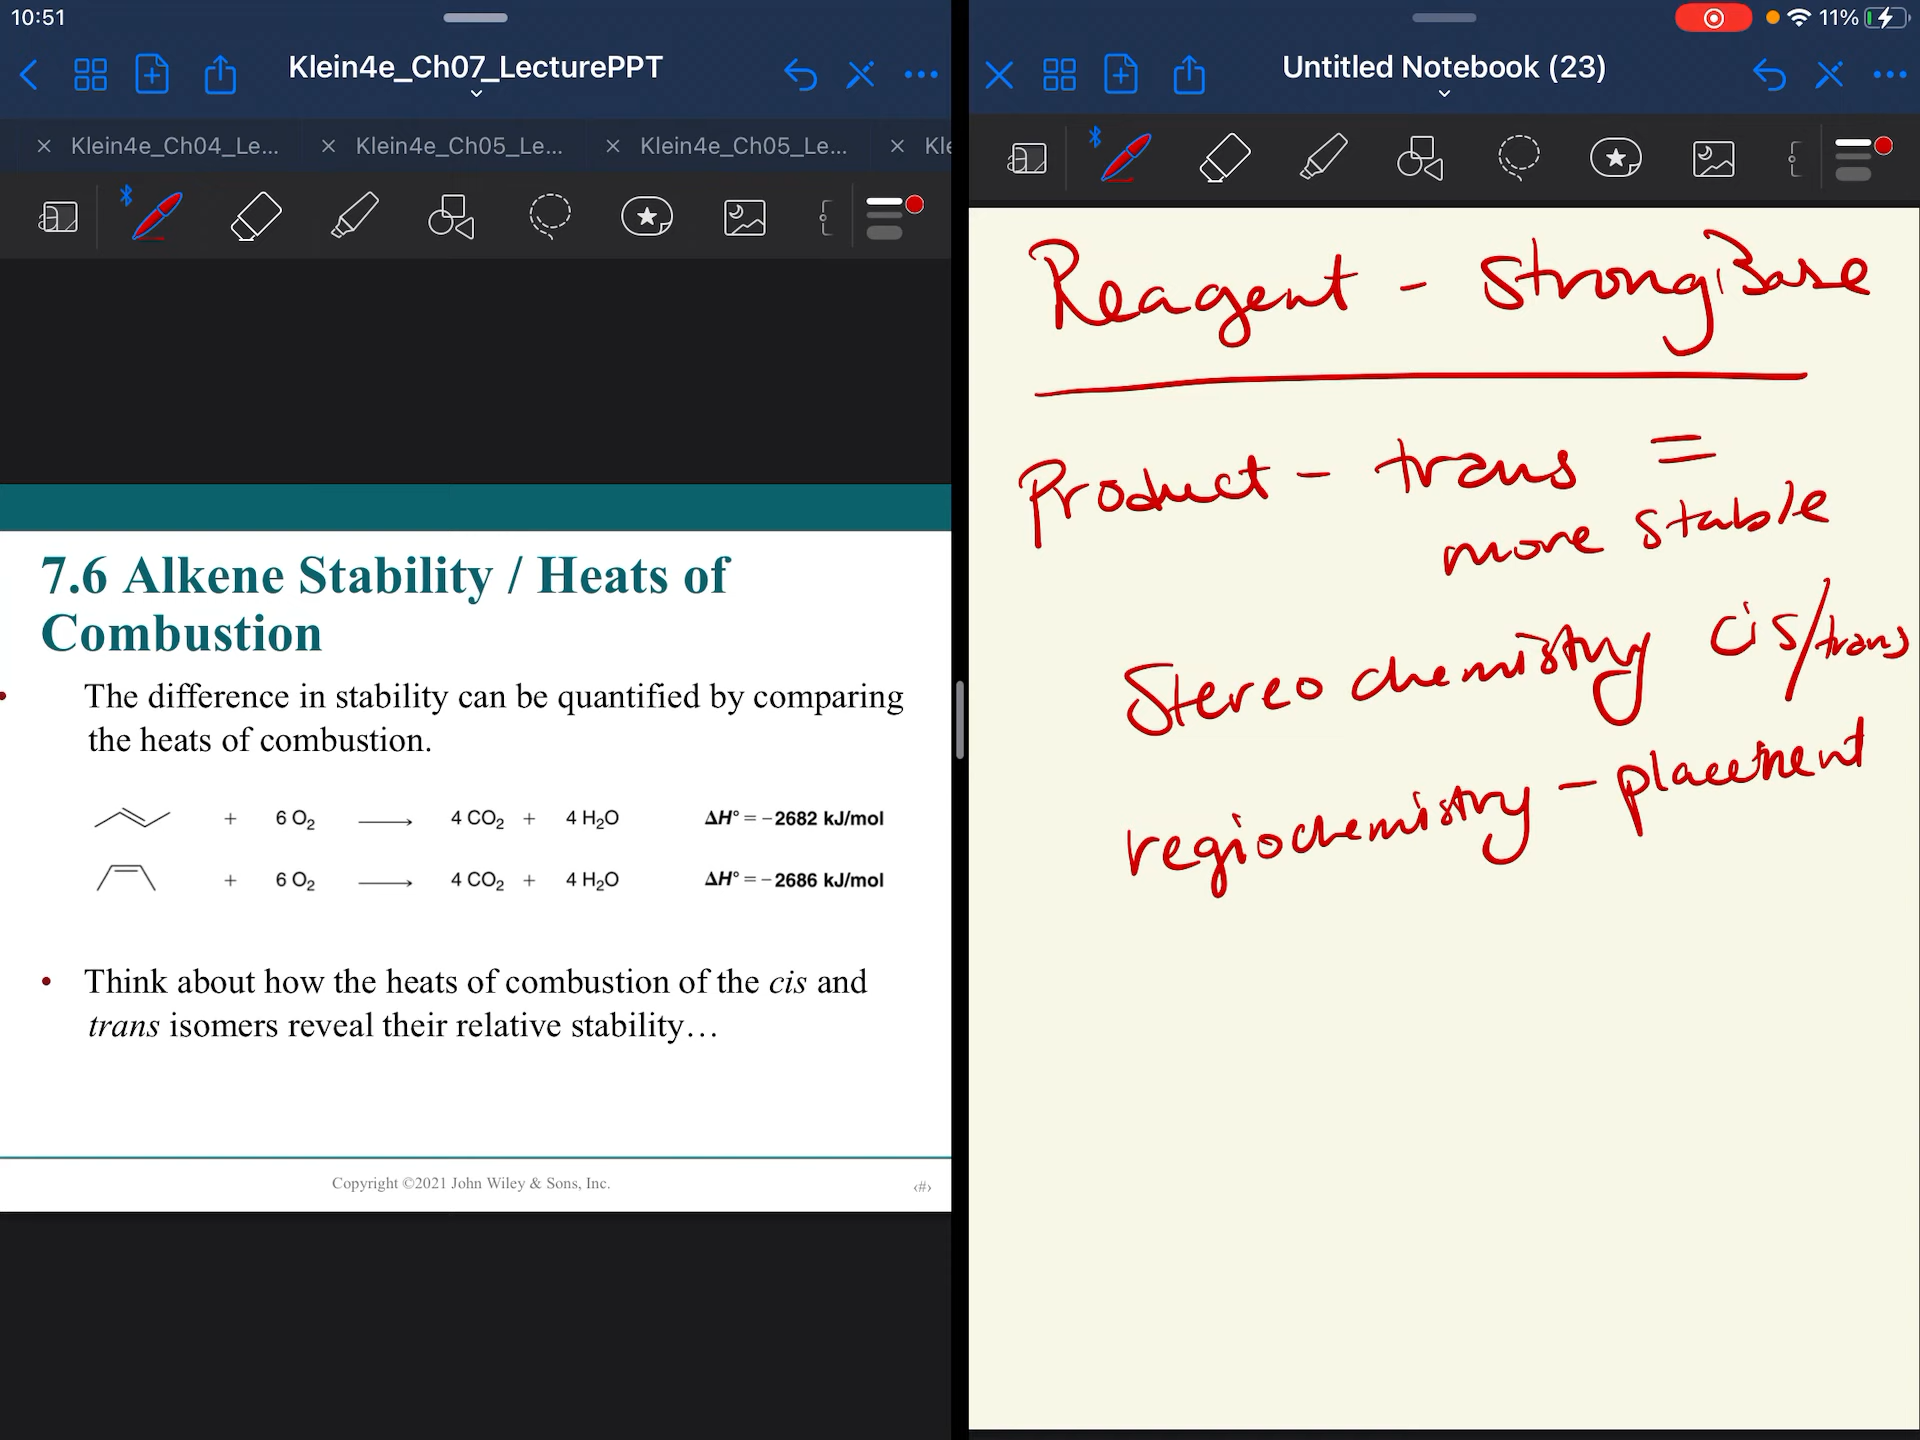 10:51
11%
Klein4e_Ch07_LecturePPT
Untitled Notebook (23)
Klein4e_Ch04_Le...
Klein4e_Ch05_Le...
Klein4e_Ch05_Le...
Kle
7.6 Alkene Stability / Heats of
Combustion
• The difference in stability can be quantified by comparing
the heats of combustion.
+ 6 O₂ ⟶ 4 CO₂ + 4 H₂O ΔH° = −2682 kJ/mol
+ 6 O₂ ⟶ 4 CO₂ + 4 H₂O ΔH° = −2686 kJ/mol
• Think about how the heats of combustion of the cis and
trans isomers reveal their relative stability…
Copyright ©2021 John Wiley & Sons, Inc.
‹#›
Reagent - Strong Base
Product - trans =
more stable
Stereochemistry cis/trans
regiochemistry - placement